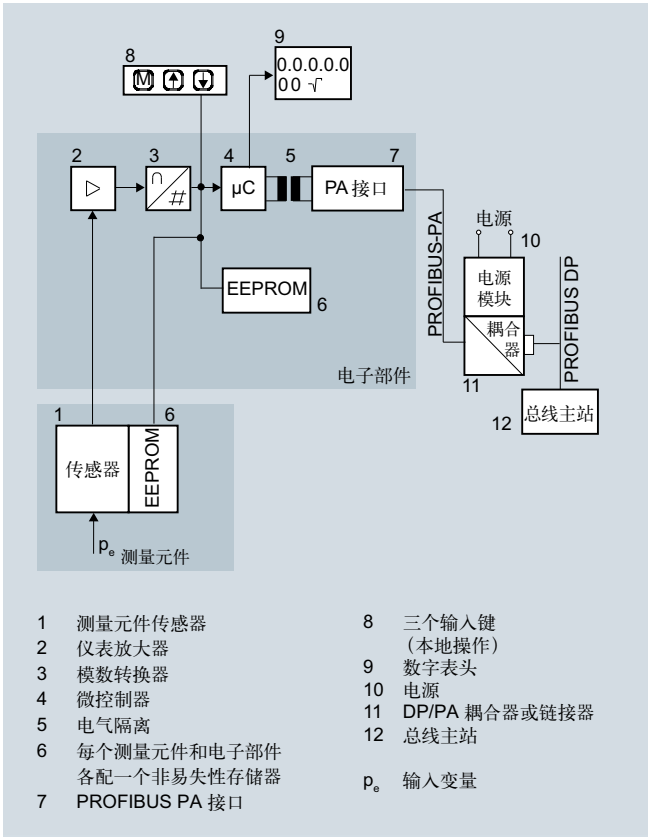 8
9
M
0.0.0.0.0
00 √
2
3
4
5
7
∩
#
µC
PA 接口
PROFIBUS-PA
电源
10
电源
模块
EEPROM
6
耦合
器
PROFIBUS DP
电子部件
11
12
总线主站
1
6
传感器
EEPROM
pe 测量元件
1 测量元件传感器
2 仪表放大器
3 模数转换器
4 微控制器
5 电气隔离
6 每个测量元件和电子部件
各配一个非易失性存储器
7 PROFIBUS PA 接口
8 三个输入键
（本地操作）
9 数字表头
10 电源
11 DP/PA 耦合器或链接器
12 总线主站
pe 输入变量